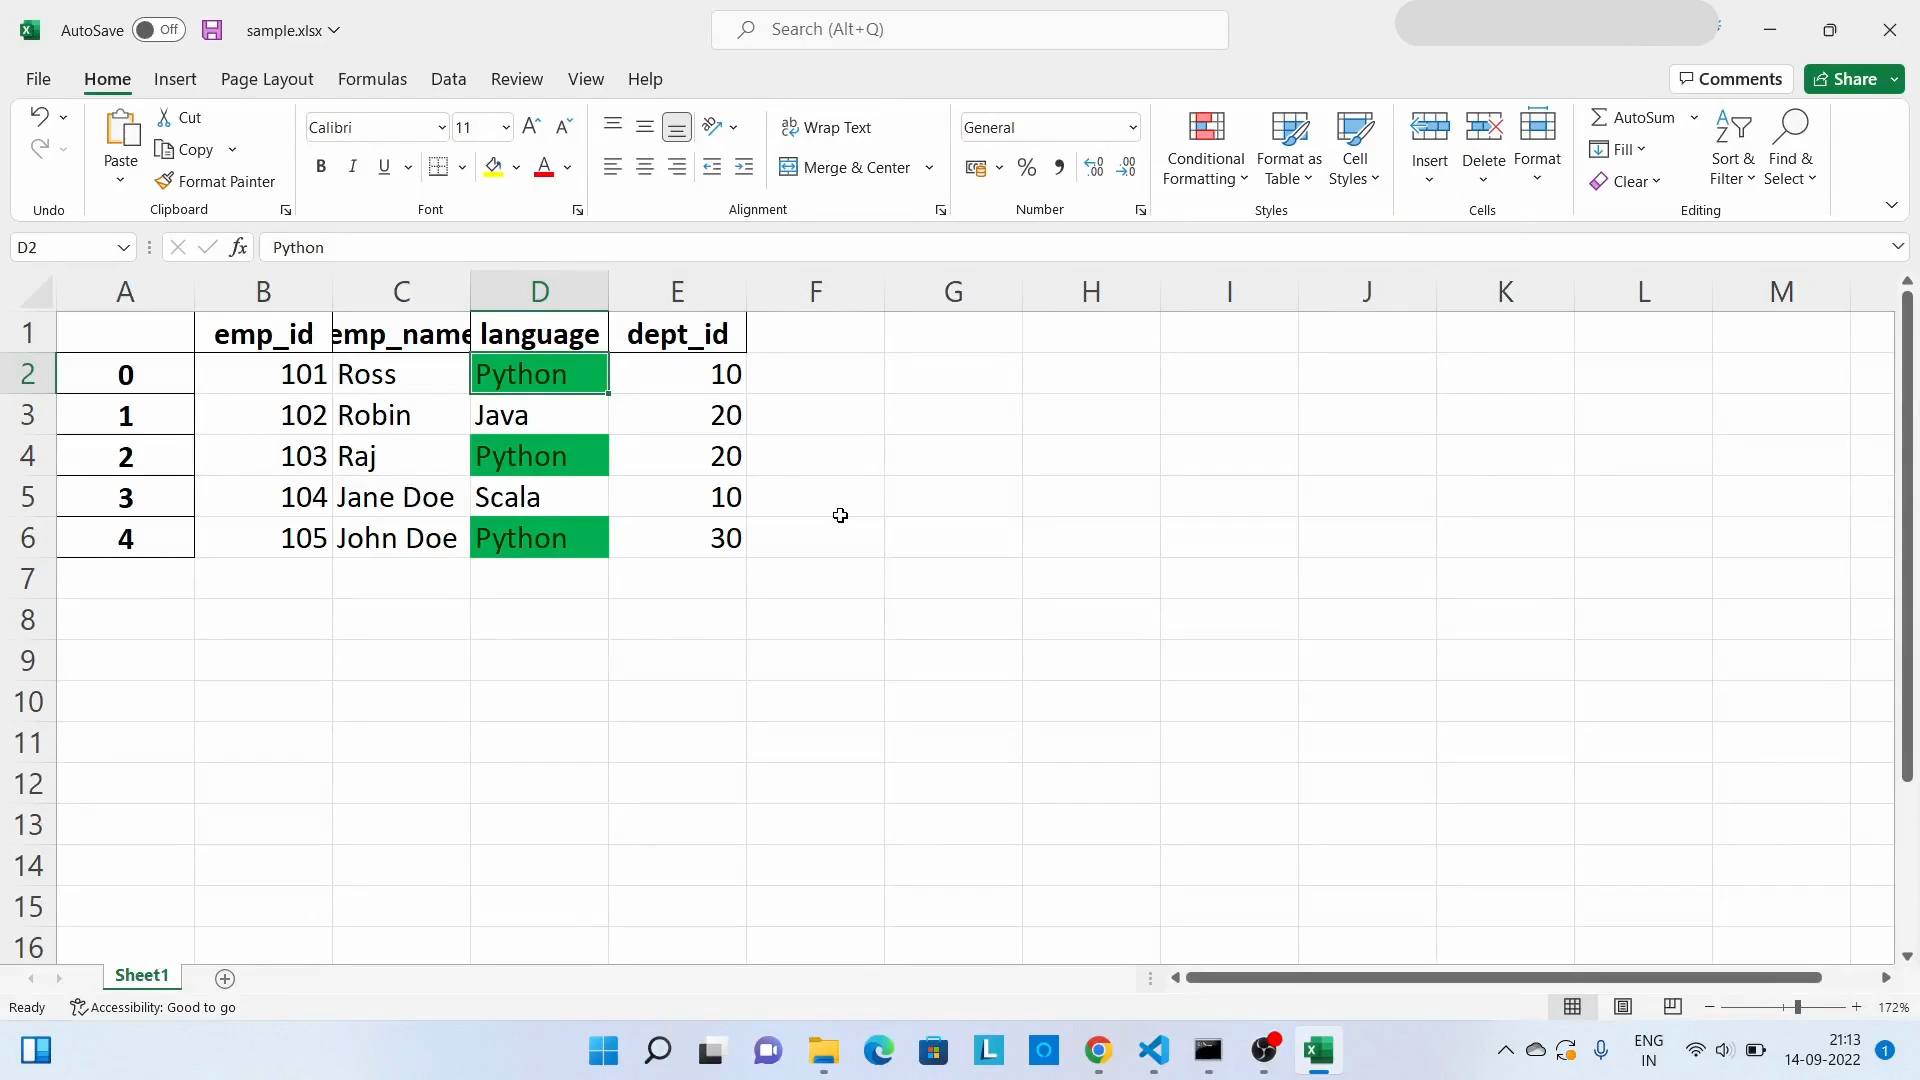 AutoSave Off sample.xlsx Search (Alt+Q)
File Home Insert Page Layout Formulas Data Review View Help Comments Share
Undo
Paste Cut
Copy
Format Painter
Clipboard
Calibri 11
B I U A
Font
Wrap Text
Merge & Center
Alignment
General
Number
Conditional Formatting
Format as Table
Cell Styles
Styles
Insert Delete Format
Cells
AutoSum
Fill
Clear
Sort & Filter
Find & Select
Editing
D2 fx Python
A B C D E F G H I J K L M
1 emp_id emp_name language dept_id
2 0 101 Ross Python 10
3 1 102 Robin Java 20
4 2 103 Raj Python 20
5 3 104 Jane Doe Scala 10
6 4 105 John Doe Python 30
7
8
9
10
11
12
13
14
15
16
Sheet1
Ready Accessibility: Good to go 172%
ENG
IN
21:13
14-09-2022
1